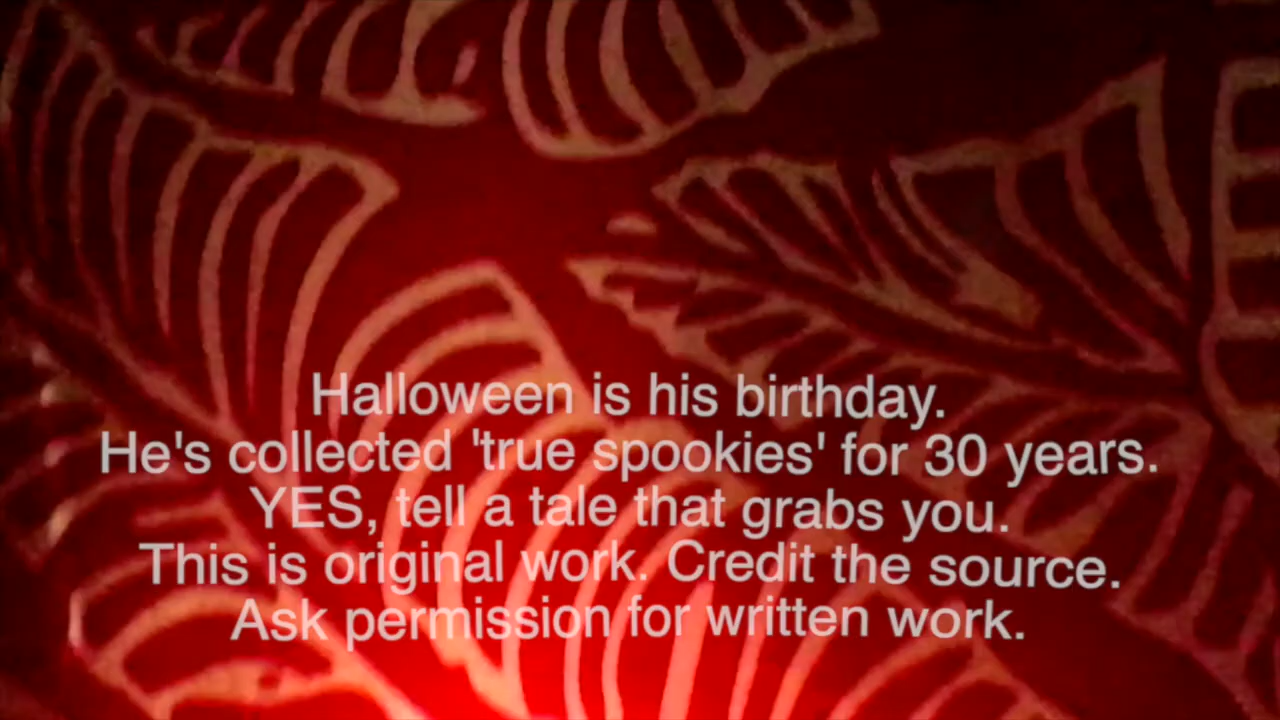 Halloween is his birthday.
He's collected 'true spookies' for 30 years.
YES, tell a tale that grabs you.
This is original work. Credit the source.
Ask permission for written work.